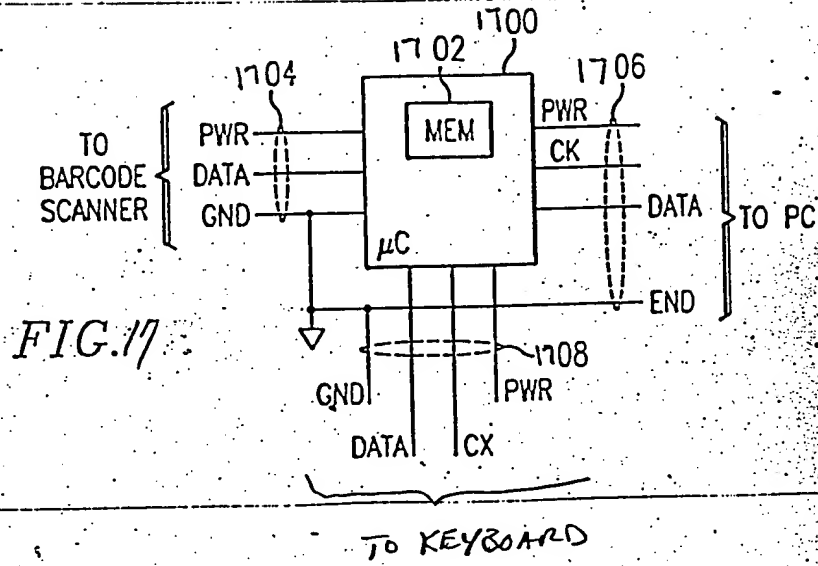 1700
1702
1704
1706
MEM
PWR
DATA
GND
TO
BARCODE
SCANNER
µC
PWR
CK
DATA
END
TO PC
FIG.17
1708
GND
PWR
DATA
CX
TO KEYBOARD